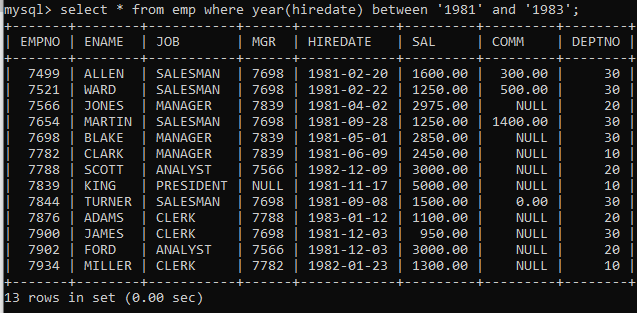 mysql> select * from emp where year(hiredate) between '1981' and '1983';
+-------+--------+-----------+------+------------+---------+---------+--------+
| EMPNO | ENAME | JOB | MGR | HIREDATE | SAL | COMM | DEPTNO |
+-------+--------+-----------+------+------------+---------+---------+--------+
| 7499 | ALLEN | SALESMAN | 7698 | 1981-02-20 | 1600.00 | 300.00 | 30 |
| 7521 | WARD | SALESMAN | 7698 | 1981-02-22 | 1250.00 | 500.00 | 30 |
| 7566 | JONES | MANAGER | 7839 | 1981-04-02 | 2975.00 | NULL | 20 |
| 7654 | MARTIN | SALESMAN | 7698 | 1981-09-28 | 1250.00 | 1400.00 | 30 |
| 7698 | BLAKE | MANAGER | 7839 | 1981-05-01 | 2850.00 | NULL | 30 |
| 7782 | CLARK | MANAGER | 7839 | 1981-06-09 | 2450.00 | NULL | 10 |
| 7788 | SCOTT | ANALYST | 7566 | 1982-12-09 | 3000.00 | NULL | 20 |
| 7839 | KING | PRESIDENT | NULL | 1981-11-17 | 5000.00 | NULL | 10 |
| 7844 | TURNER | SALESMAN | 7698 | 1981-09-08 | 1500.00 | 0.00 | 30 |
| 7876 | ADAMS | CLERK | 7788 | 1983-01-12 | 1100.00 | NULL | 20 |
| 7900 | JAMES | CLERK | 7698 | 1981-12-03 | 950.00 | NULL | 30 |
| 7902 | FORD | ANALYST | 7566 | 1981-12-03 | 3000.00 | NULL | 20 |
| 7934 | MILLER | CLERK | 7782 | 1982-01-23 | 1300.00 | NULL | 10 |
+-------+--------+-----------+------+------------+---------+---------+--------+
13 rows in set (0.00 sec)